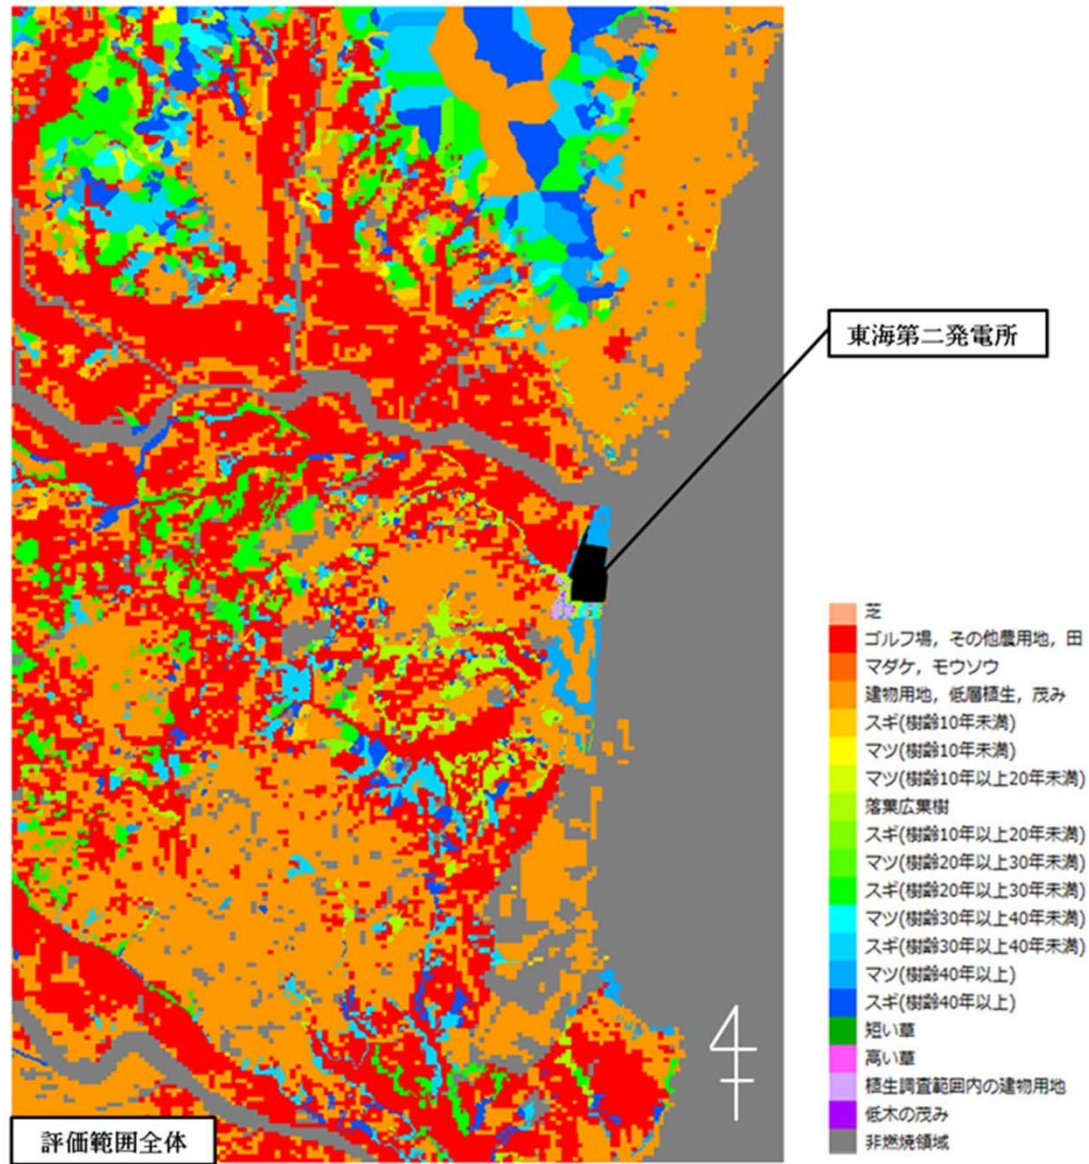 東海第二発電所
芝
ゴルフ場，その他農用地，田
マダケ，モウソウ
建物用地，低層植生，茂み
スギ(樹齢10年未満)
マツ(樹齢10年未満)
マツ(樹齢10年以上20年未満)
落葉広葉樹
スギ(樹齢10年以上20年未満)
マツ(樹齢20年以上30年未満)
スギ(樹齢20年以上30年未満)
マツ(樹齢30年以上40年未満)
スギ(樹齢30年以上40年未満)
マツ(樹齢40年以上)
スギ(樹齢40年以上)
短い草
高い草
植生調査範囲内の建物用地
低木の茂み
非燃焼領域
評価範囲全体